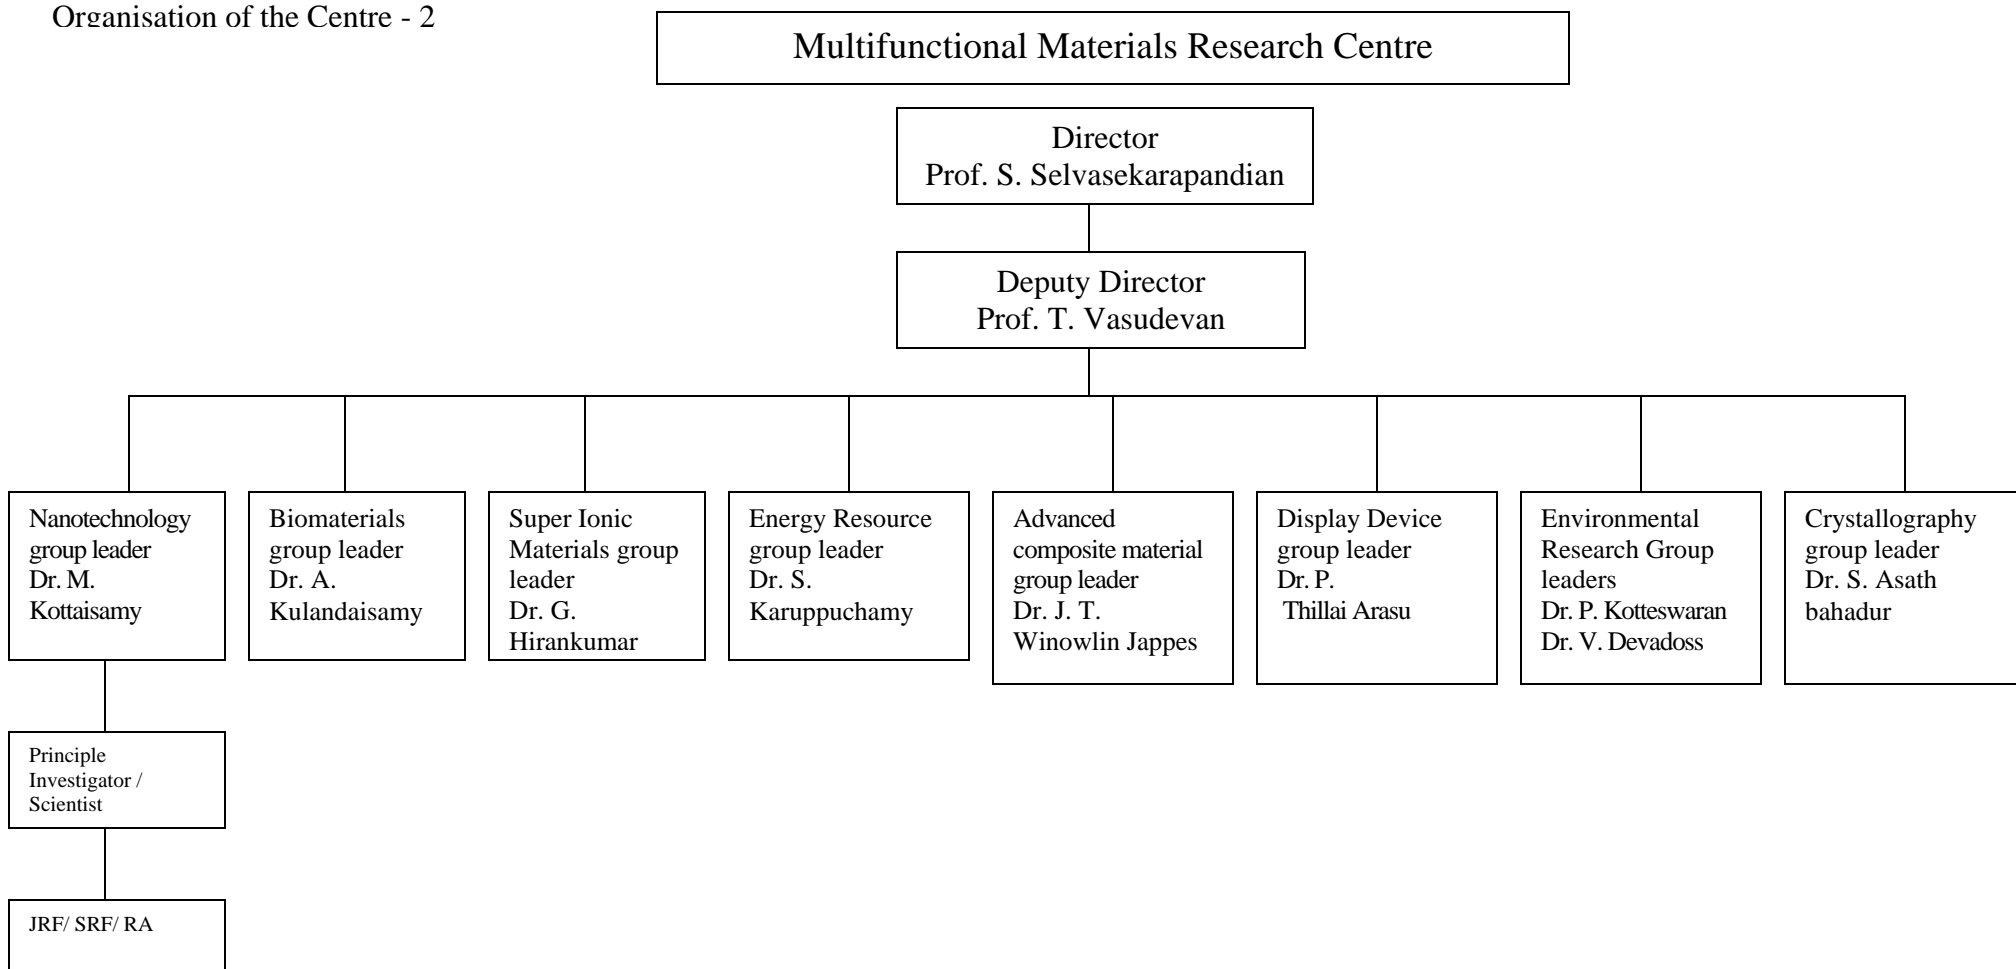 Organisation of the Centre - 2
Multifunctional Materials Research Centre
Director
Prof. S. Selvasekarapandian
Deputy Director
Prof. T. Vasudevan
Nanotechnology
group leader
Dr. M.
Kottaisamy
Biomaterials
group leader
Dr. A.
Kulandaisamy
Super Ionic
Materials group
leader
Dr. G.
Hirankumar
Energy Resource
group leader
Dr. S.
Karuppuchamy
Advanced
composite material
group leader
Dr. J. T.
Winowlin Jappes
Display Device
group leader
Dr. P.
Thillai Arasu
Environmental
Research Group
leaders
Dr. P. Kotteswaran
Dr. V. Devadoss
Crystallography
group leader
Dr. S. Asath
bahadur
Principle
Investigator /
Scientist
JRF/ SRF/ RA